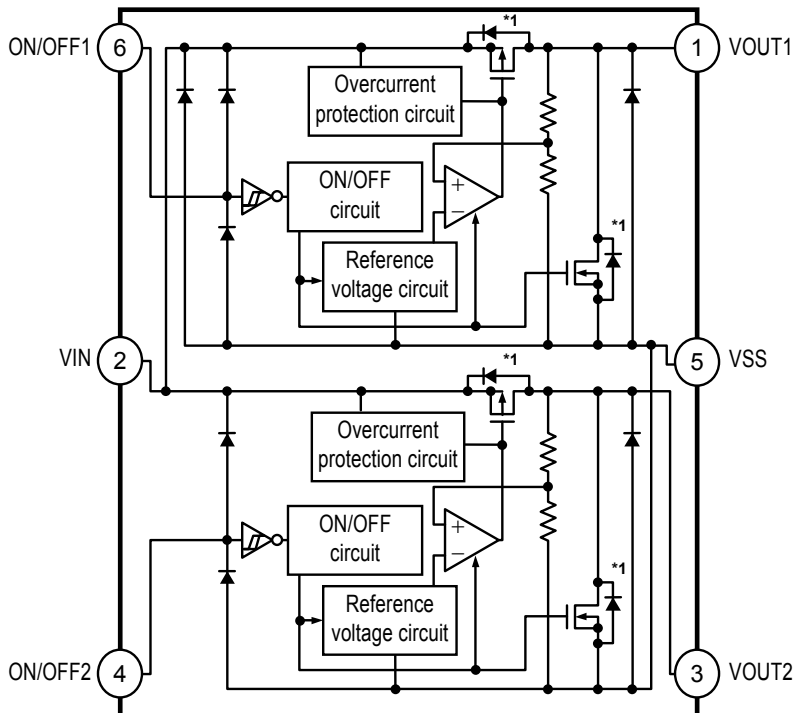 ON/OFF1
6
*1
1
VOUT1
Overcurrent
protection circuit
ON/OFF
circuit
+
−
*1
Reference
voltage circuit
VIN
2
*1
5
VSS
Overcurrent
protection circuit
ON/OFF
circuit
+
−
*1
Reference
voltage circuit
ON/OFF2
4
3
VOUT2